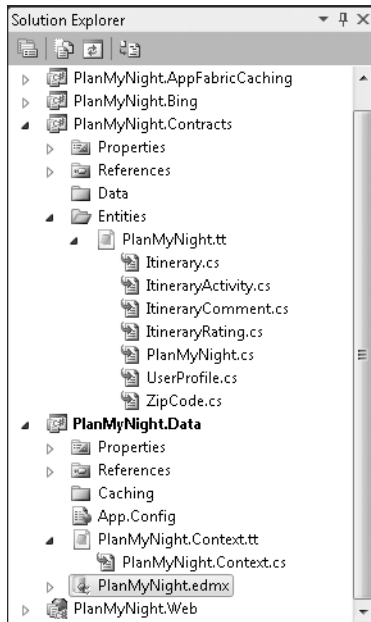 Solution Explorer
PlanMyNight.AppFabricCaching
PlanMyNight.Bing
PlanMyNight.Contracts
Properties
References
Data
Entities
PlanMyNight.tt
Itinerary.cs
ItineraryActivity.cs
ItineraryComment.cs
ItineraryRating.cs
PlanMyNight.cs
UserProfile.cs
ZipCode.cs
PlanMyNight.Data
Properties
References
Caching
App.Config
PlanMyNight.Context.tt
PlanMyNight.Context.cs
PlanMyNight.edmx
PlanMyNight.Web